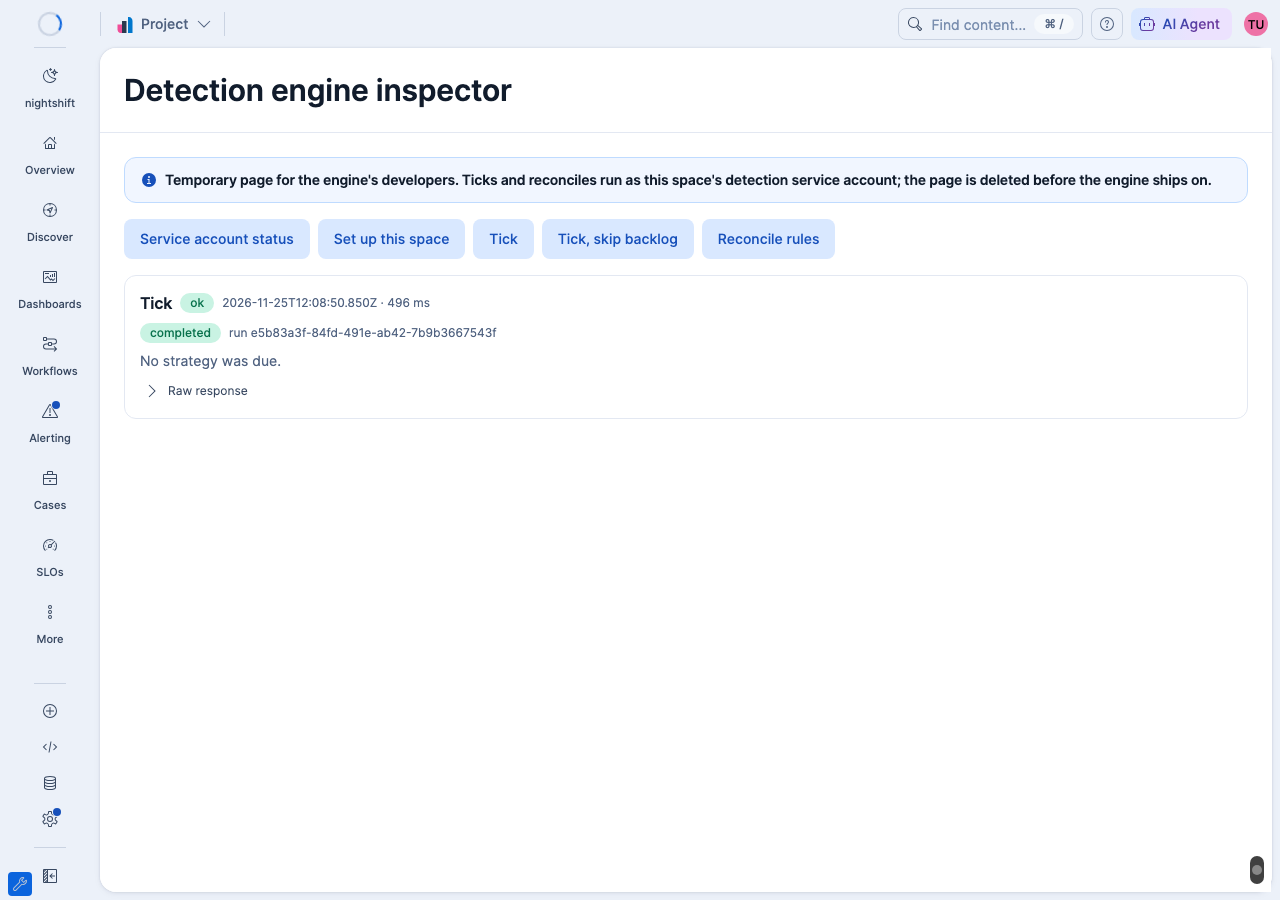 Project
Find content...
⌘ /
AI Agent
TU
nightshift
Overview
Discover
Dashboards
Workflows
Alerting
Cases
SLOs
More
Detection engine inspector
Temporary page for the engine's developers. Ticks and reconciles run as this space's detection service account; the page is deleted before the engine ships on.
Service account status
Set up this space
Tick
Tick, skip backlog
Reconcile rules
Tick ok 2026-11-25T12:08:50.850Z · 496 ms
completed run e5b83a3f-84fd-491e-ab42-7b9b3667543f
No strategy was due.
Raw response